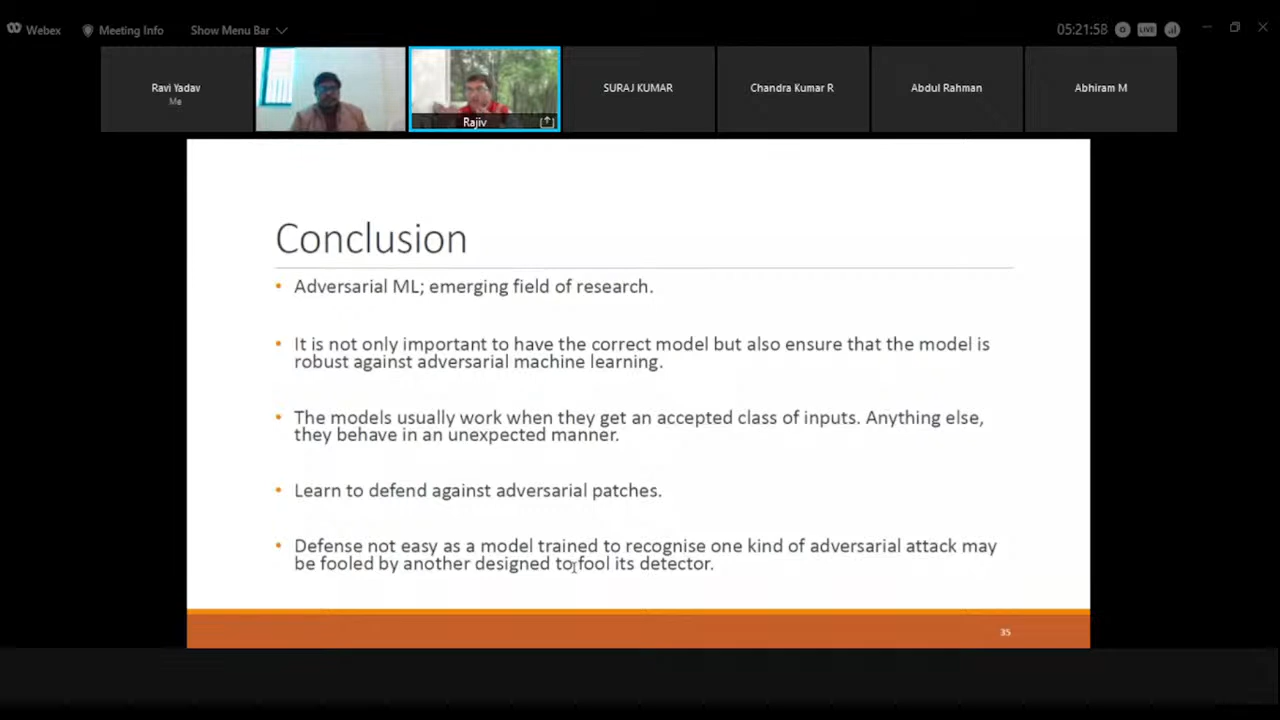 Webex
Meeting Info
Show Menu Bar
05:21:58
LIVE
Ravi Yadav
Me
Rajiv
SURAJ KUMAR
Chandra Kumar R
Abdul Rahman
Abhiram M
Conclusion
• Adversarial ML; emerging field of research.
• It is not only important to have the correct model but also ensure that the model is
robust against adversarial machine learning.
• The models usually work when they get an accepted class of inputs. Anything else,
they behave in an unexpected manner.
• Learn to defend against adversarial patches.
• Defense not easy as a model trained to recognise one kind of adversarial attack may
be fooled by another designed to fool its detector.
35